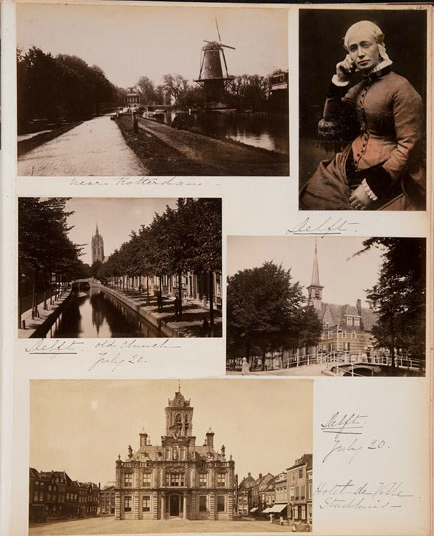 near Rotterdam –
Delft.
Delft old church
July 20.
Delft.
July 20.
Hotel de Ville
Stadhuis –